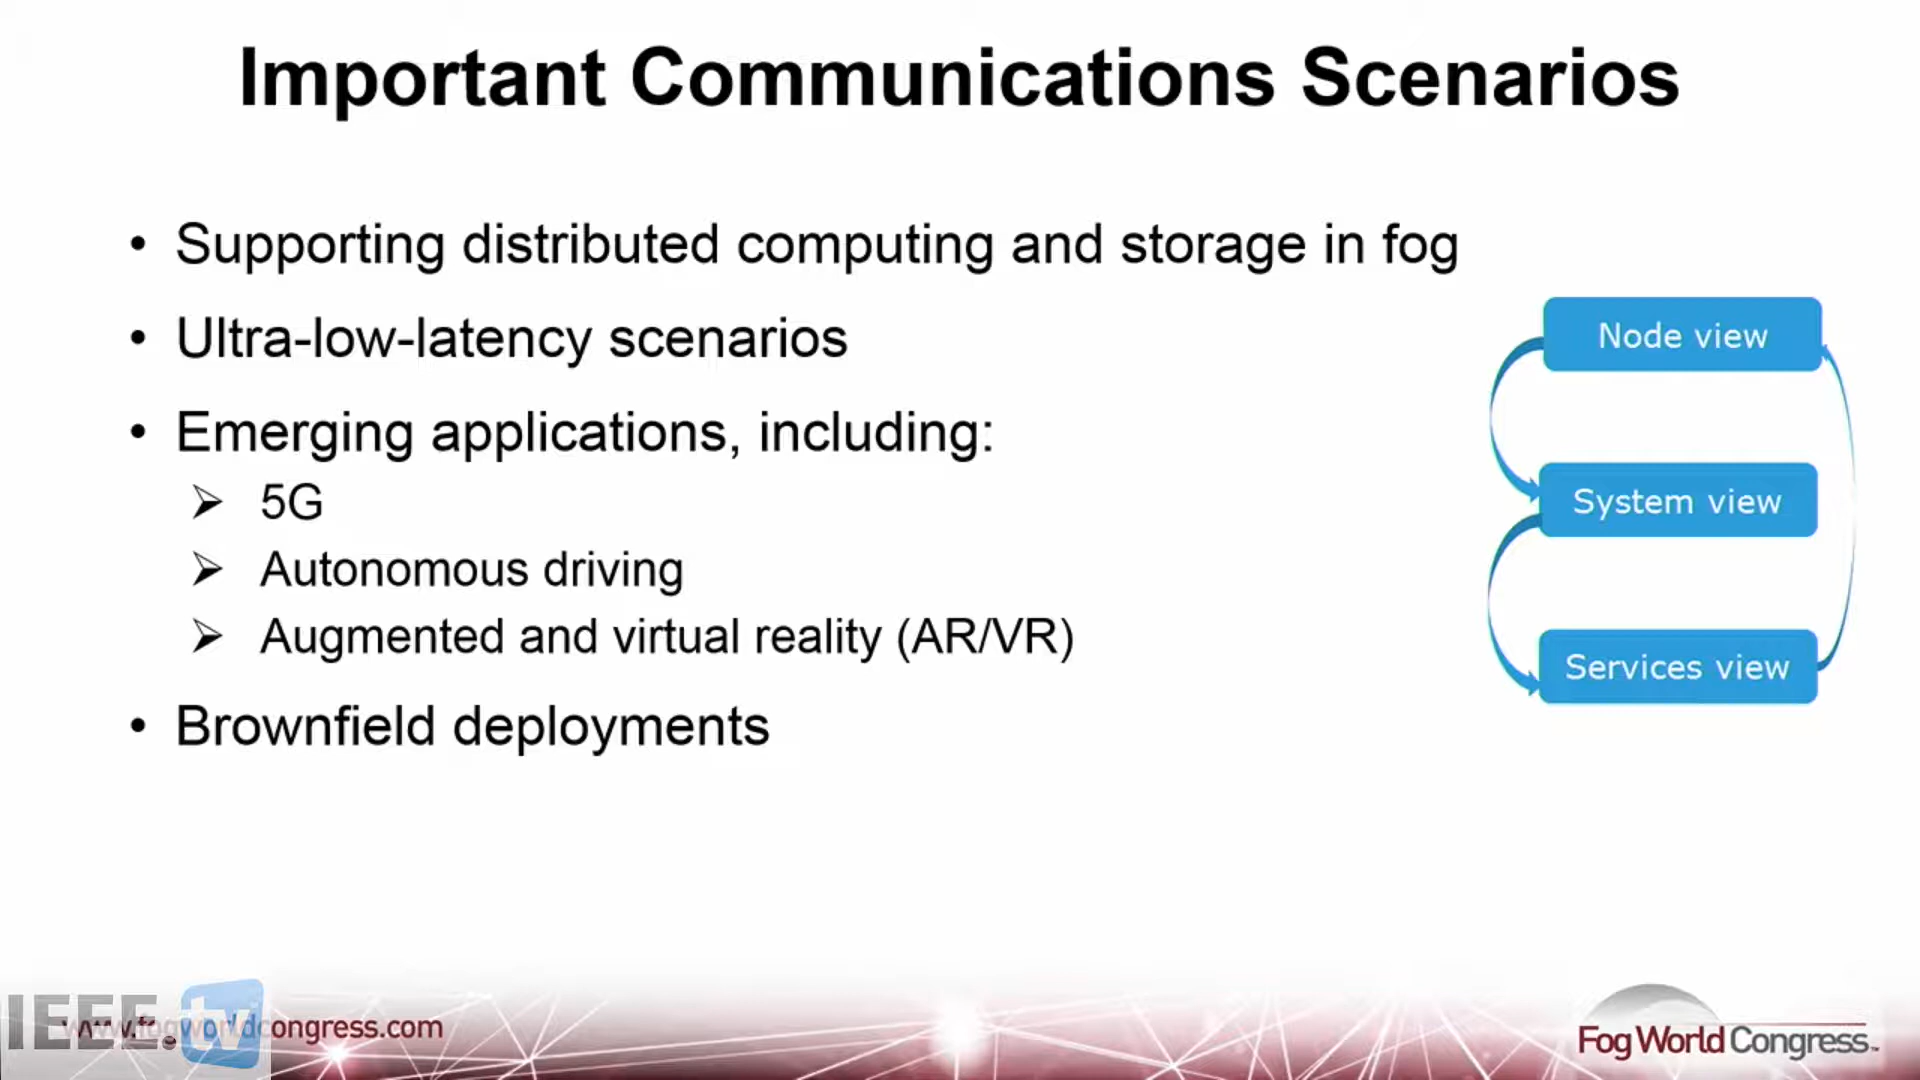 Important Communications Scenarios
• Supporting distributed computing and storage in fog
• Ultra-low-latency scenarios
• Emerging applications, including:
➢ 5G
➢ Autonomous driving
➢ Augmented and virtual reality (AR/VR)
• Brownfield deployments
Node view
System view
Services view
IEEE.tv
www.fogworldcongress.com
Fog World Congress